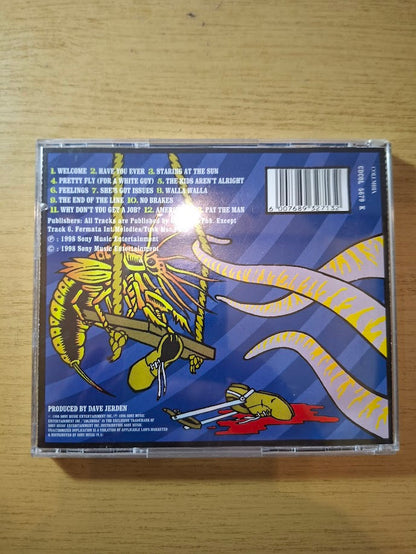 1. WELCOME 2. HAVE YOU EVER 3. STARING AT THE SUN
4. PRETTY FLY (FOR A WHITE GUY) 5. THE KIDS AREN'T ALRIGHT
6. FEELINGS 7. SHE'S GOT ISSUES 8. WALLA WALLA
9. THE END OF THE LINE 10. NO BRAKES
11. WHY DON'T YOU GET A JOB? 12. PAY THE MAN
Publishers: All Tracks are Published by Except
Track 6. Fermata
Ⓟ : 1998 Sony Music Entertainment
© : 1998 Sony Music Entertainment
COLUMBIA
CDCOL 5679 K
PRODUCED BY DAVE JERDEN